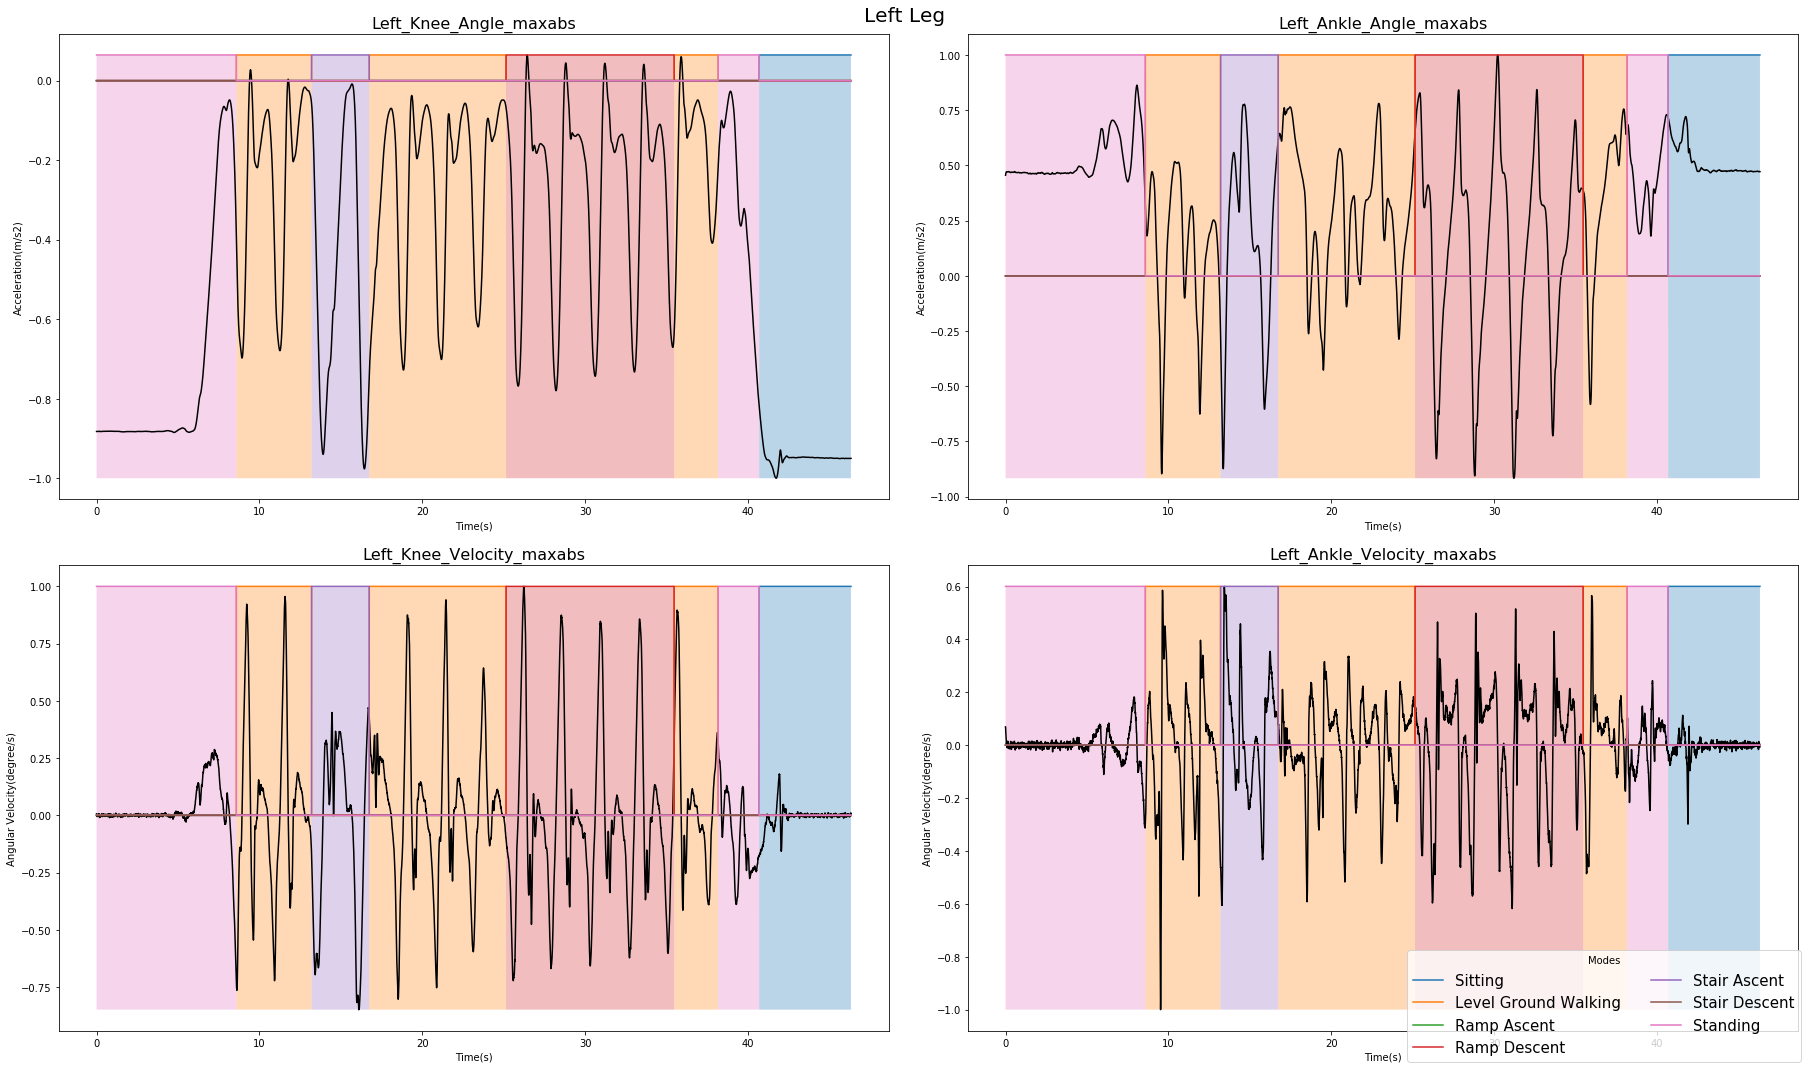 Left Leg
Left_Knee_Angle_maxabs
Acceleration(m/s2)
0.0
−0.2
−0.4
−0.6
−0.8
−1.0
0 10 20 30 40
Time(s)
Left_Ankle_Angle_maxabs
Acceleration(m/s2)
1.00
0.75
0.50
0.25
0.00
−0.25
−0.50
−0.75
−1.00
0 10 20 30 40
Time(s)
Left_Knee_Velocity_maxabs
Angular Velocity(degree/s)
1.00
0.75
0.50
0.25
0.00
−0.25
−0.50
−0.75
0 10 20 30 40
Time(s)
Left_Ankle_Velocity_maxabs
Angular Velocity(degree/s)
0.6
0.4
0.2
0.0
−0.2
−0.4
−0.6
−0.8
−1.0
0 10 20 30 40
Time(s)
Modes
Sitting
Level Ground Walking
Ramp Ascent
Ramp Descent
Stair Ascent
Stair Descent
Standing